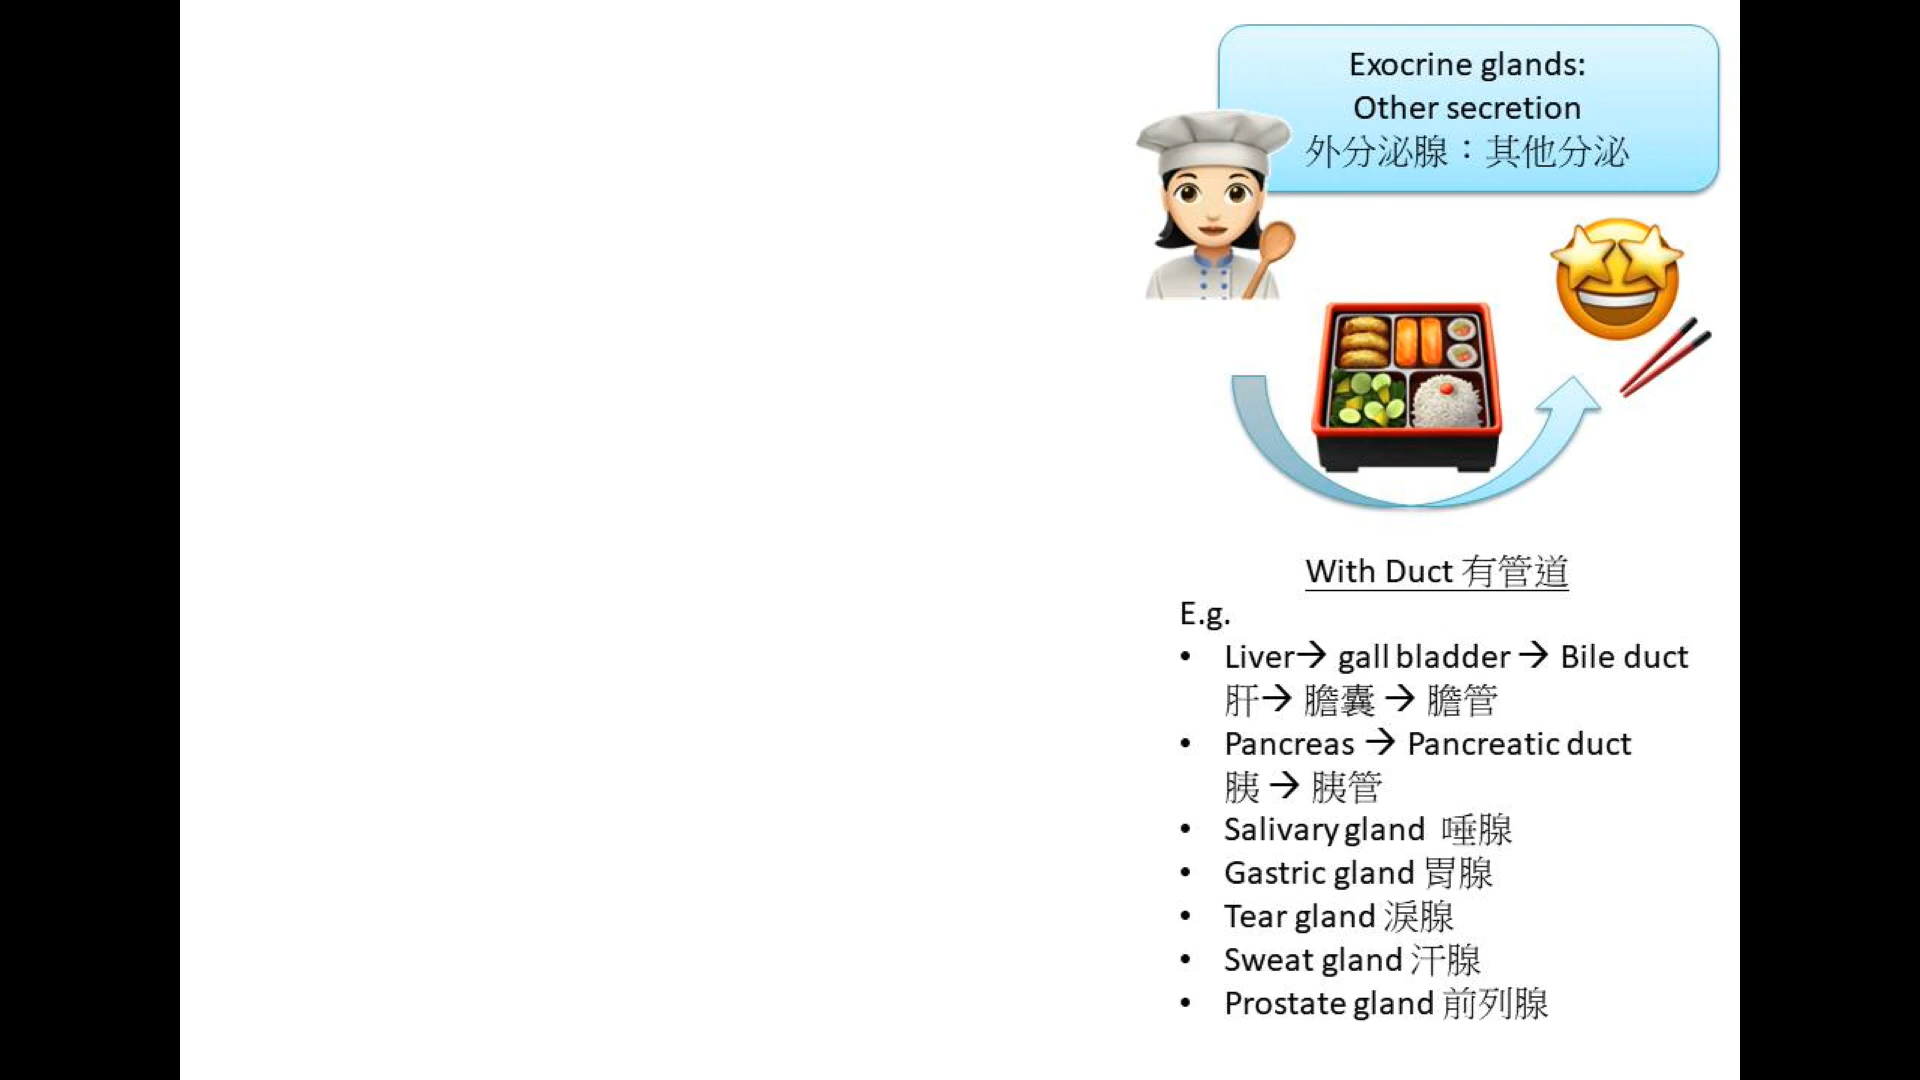 Exocrine glands:
Other secretion
外分泌腺：其他分泌
With Duct 有管道
E.g.
• Liver→ gall bladder → Bile duct
肝→ 膽囊 → 膽管
• Pancreas → Pancreatic duct
胰 → 胰管
• Salivary gland 唾腺
• Gastric gland 胃腺
• Tear gland 淚腺
• Sweat gland 汗腺
• Prostate gland 前列腺